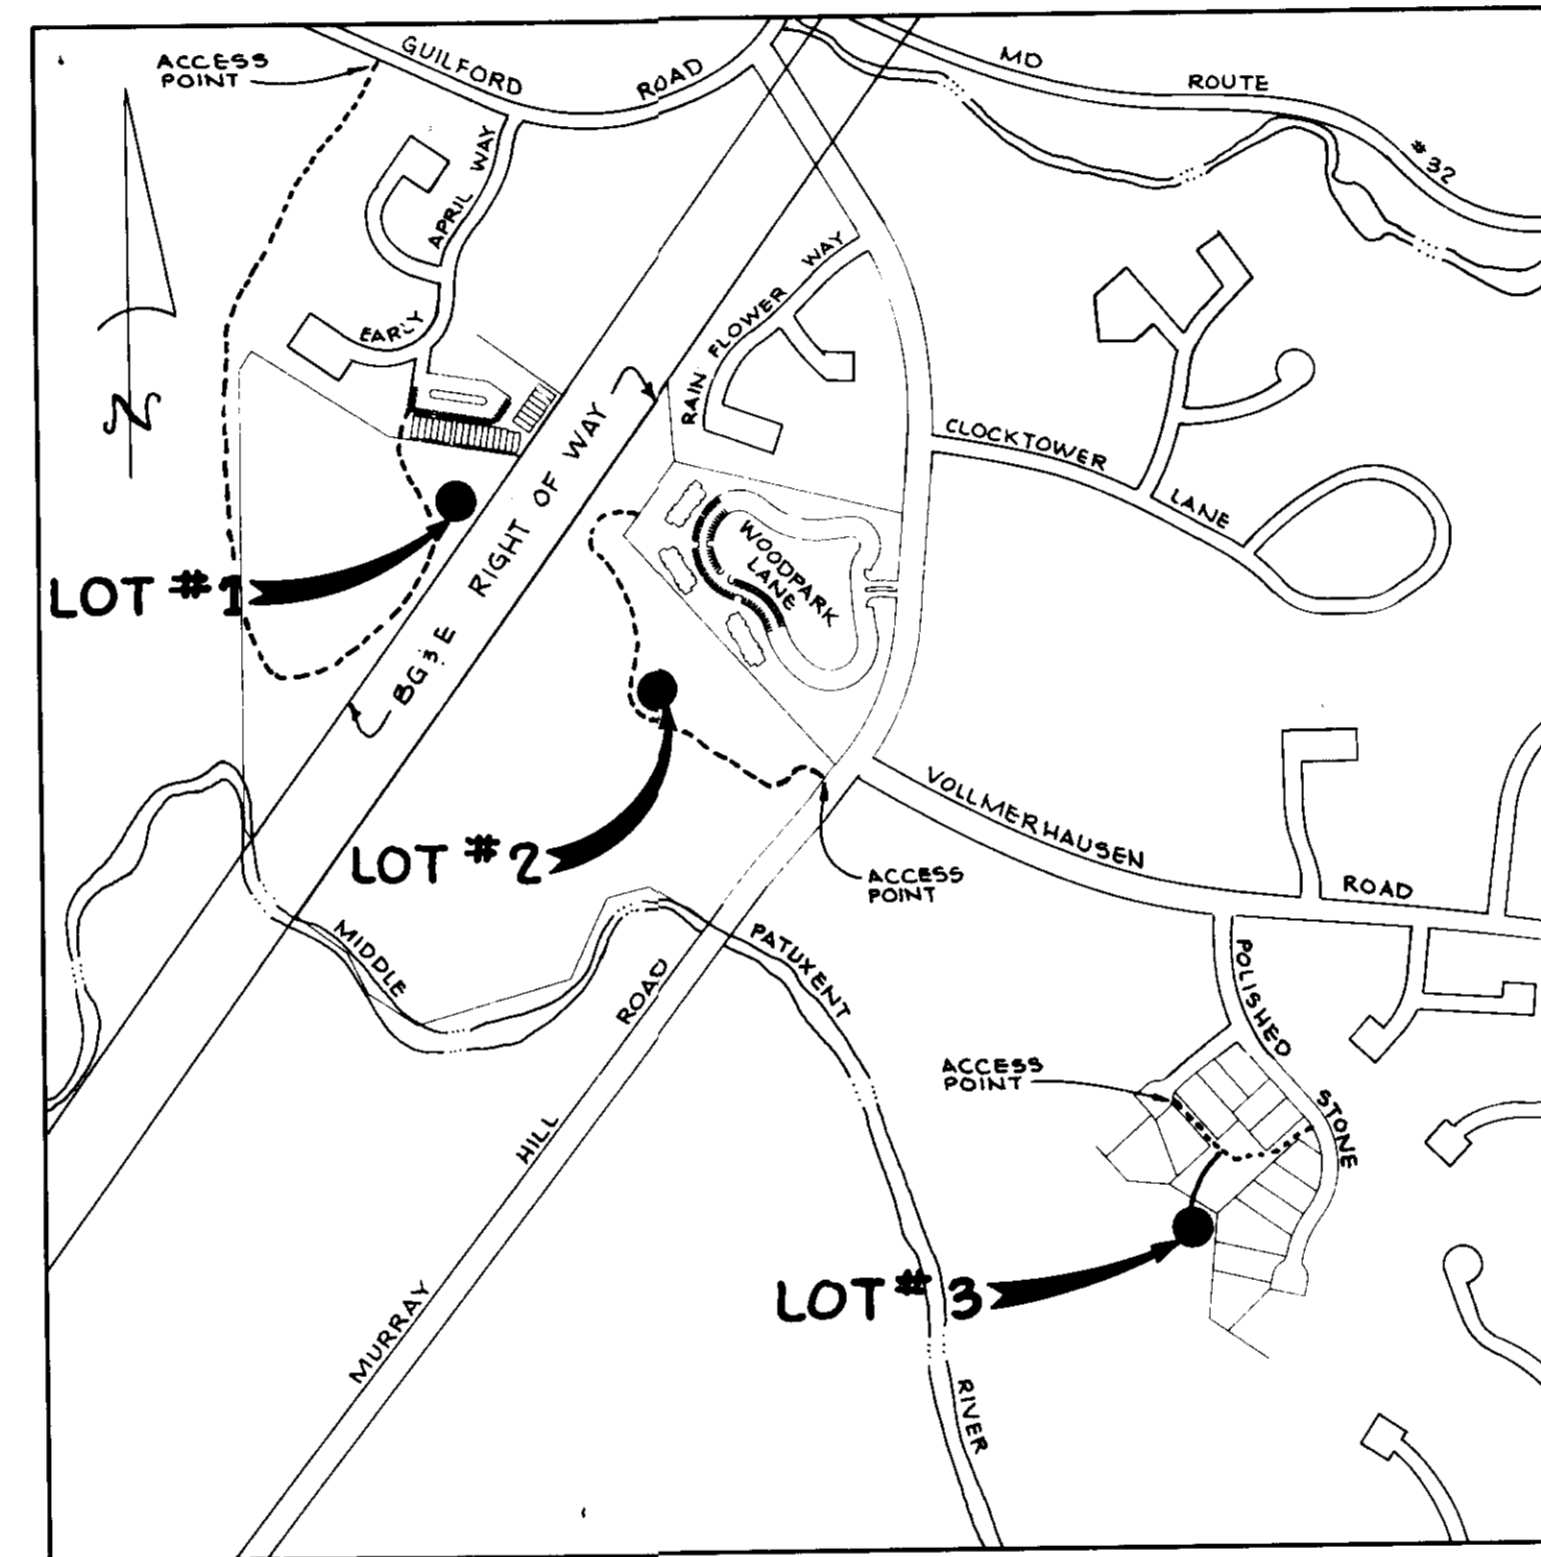 ACCESS
POINT
GUILFORD
ROAD
MD
ROUTE
#32
APRIL WAY
EARLY
RAIN FLOWER WAY
CLOCKTOWER
LANE
BG&E RIGHT OF WAY
WOODPARK
LANE
N
LOT #1
LOT #2
VOLLMERHAUSEN
ROAD
ACCESS
POINT
MIDDLE
PATUXENT
RIVER
MURRAY
HILL
ROAD
POLISHED
STONE
ACCESS
POINT
LOT #3